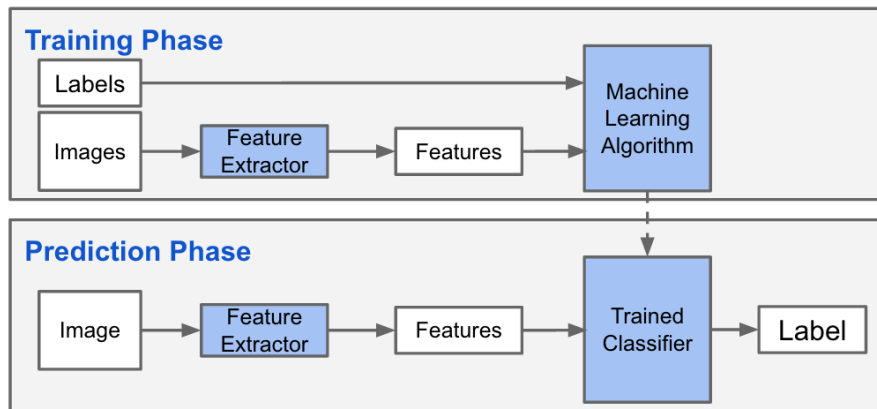 Training Phase
Labels
Machine
Learning
Algorithm
Images
Feature
Extractor
Features
Prediction Phase
Image
Feature
Extractor
Features
Trained
Classifier
Label